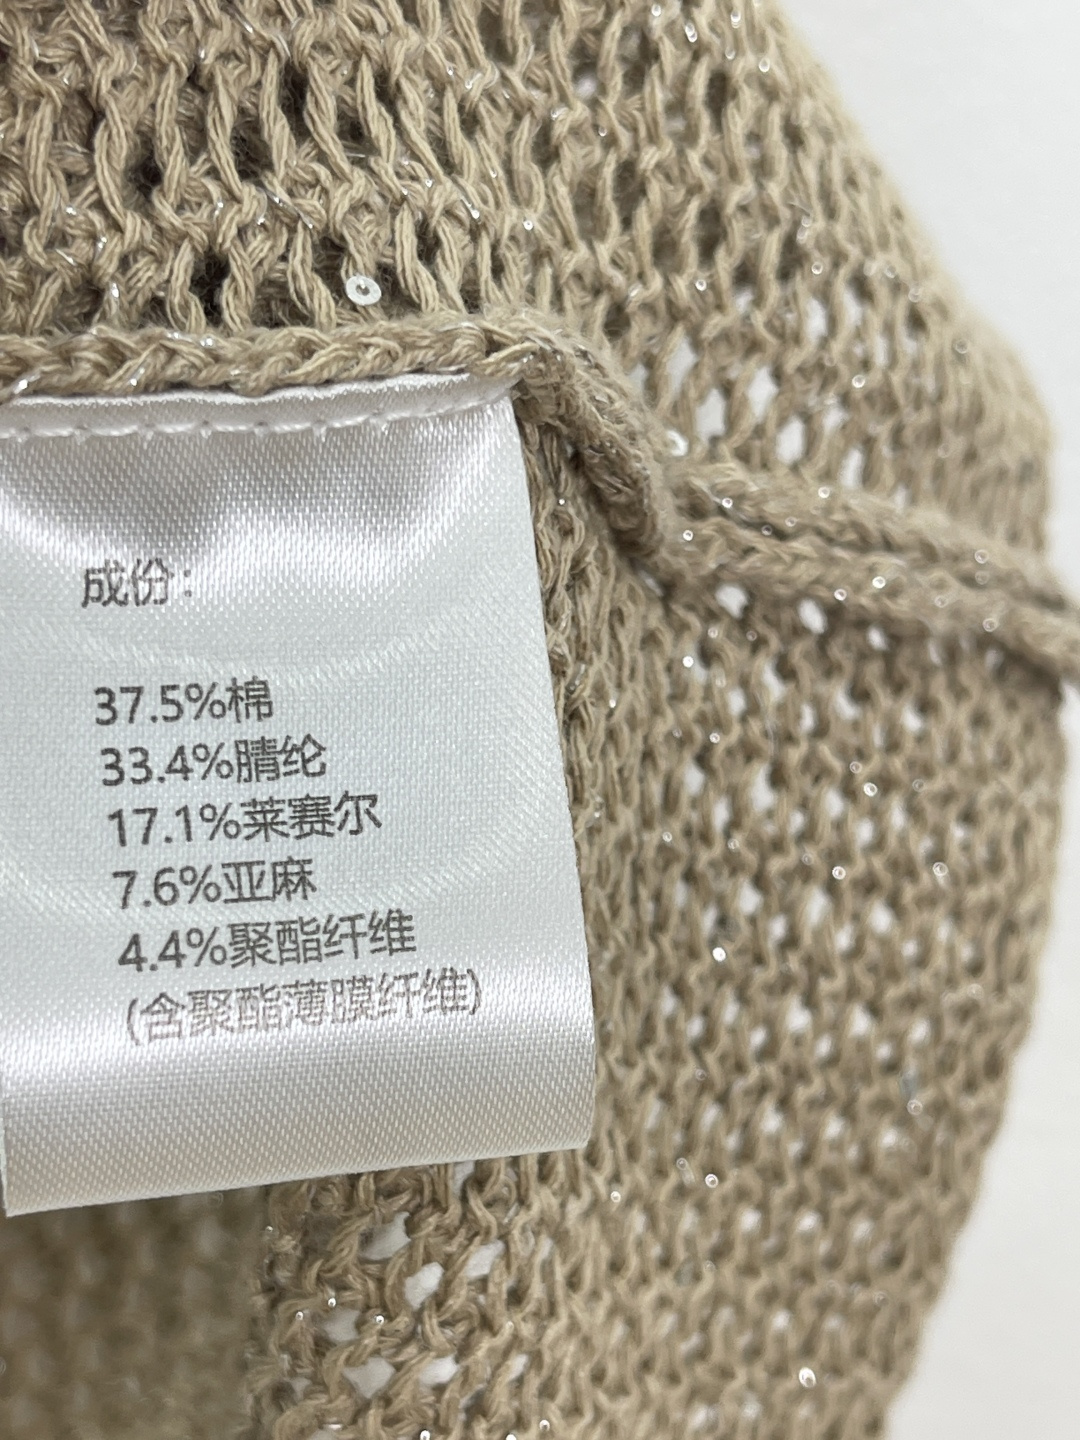 成份：
37.5%棉
33.4%腈纶
17.1%莱赛尔
7.6%亚麻
4.4%聚酯纤维
(含聚酯薄膜纤维)